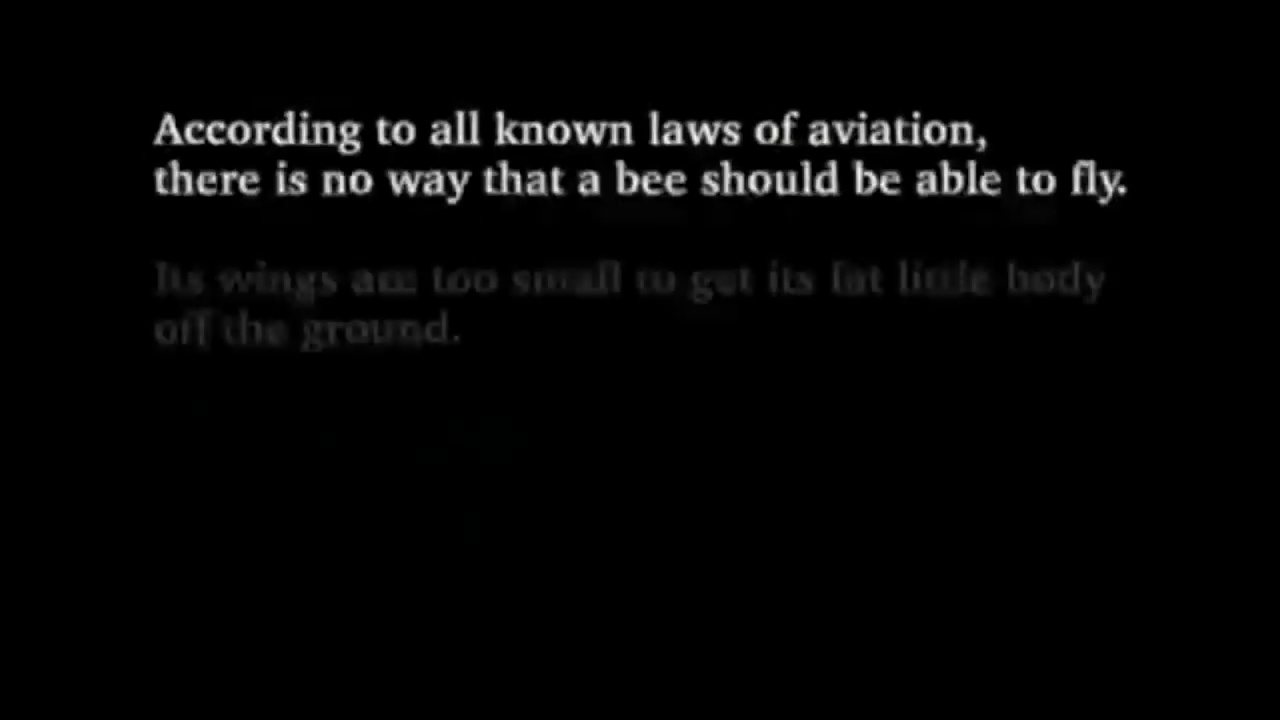 According to all known laws of aviation,
there is no way that a bee should be able to fly.
Its wings are too small to get its fat little body
off the ground.